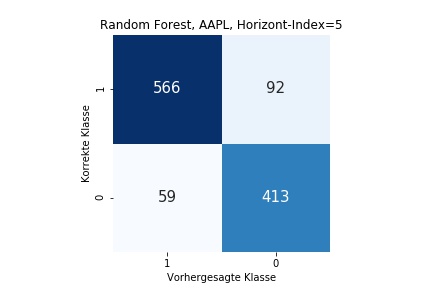 Random Forest, AAPL, Horizont-Index=5
Korrekte Klasse
1
566
92
0
59
413
1
0
Vorhergesagte Klasse